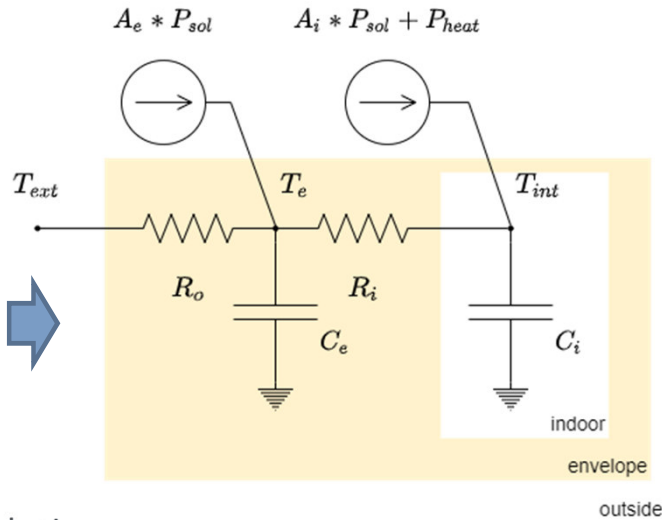 A_e * P_sol
A_i * P_sol + P_heat
T_ext
T_e
T_int
R_o
R_i
C_e
C_i
indoor
envelope
outside